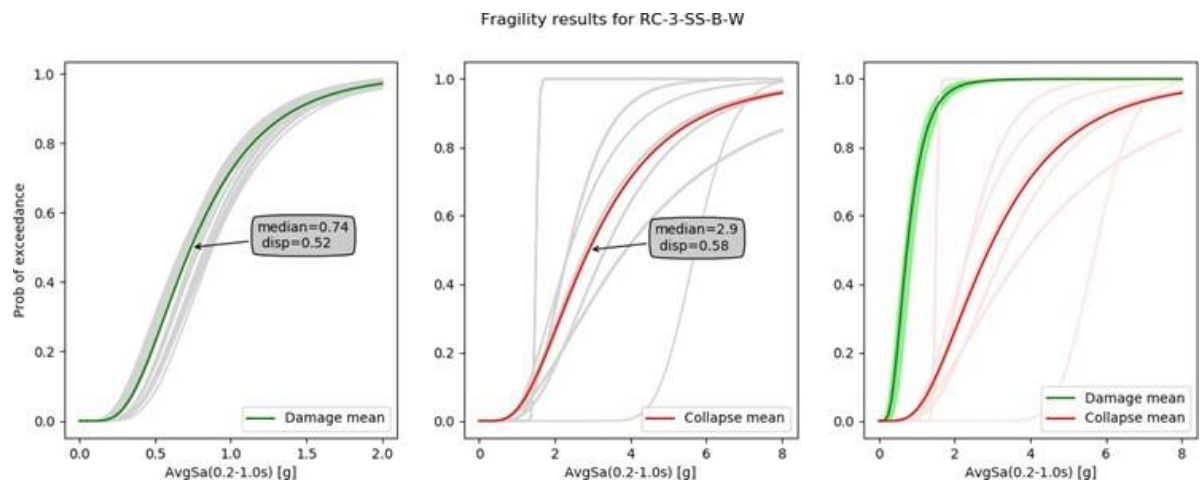 Fragility results for RC-3-SS-B-W
Prob of exceedance
1.0
0.8
0.6
0.4
0.2
0.0
median=0.74
disp=0.52
Damage mean
0.0 0.5 1.0 1.5 2.0
AvgSa(0.2-1.0s) [g]
1.0
0.8
0.6
0.4
0.2
0.0
median=2.9
disp=0.58
Collapse mean
0 2 4 6 8
AvgSa(0.2-1.0s) [g]
1.0
0.8
0.6
0.4
0.2
0.0
Damage mean
Collapse mean
0 2 4 6 8
AvgSa(0.2-1.0s) [g]